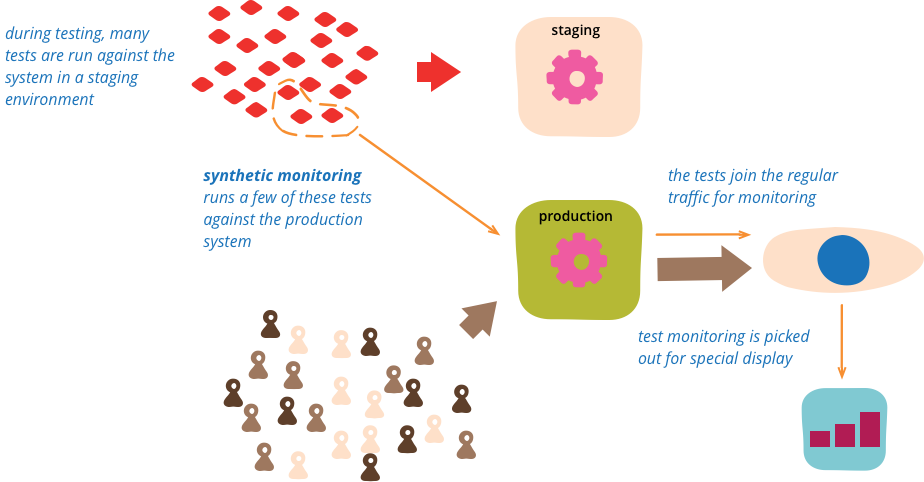 during testing, many
tests are run against the
system in a staging
environment
staging
synthetic monitoring
runs a few of these tests
against the production
system
production
the tests join the regular
traffic for monitoring
test monitoring is picked
out for special display